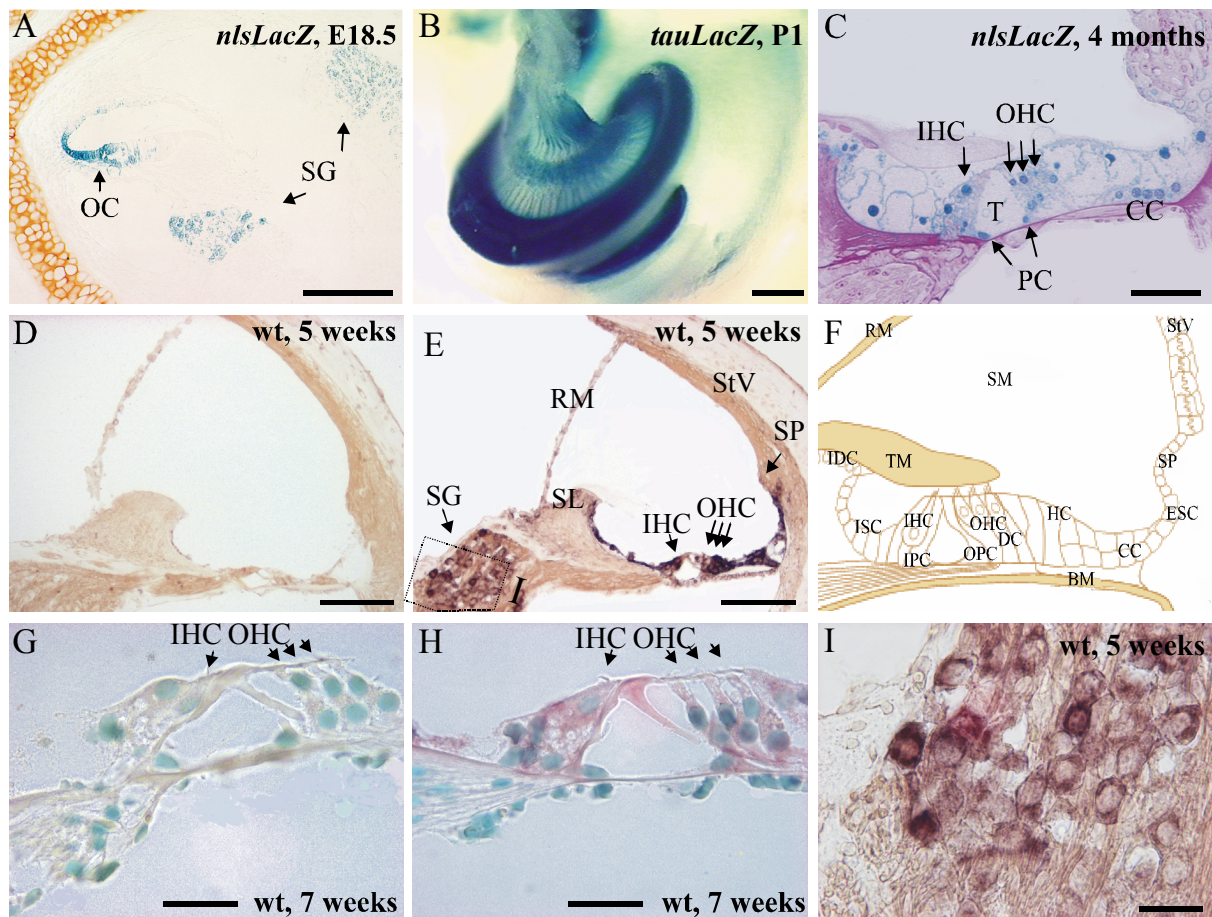 A
nlsLacZ, E18.5
SG
OC
B
tauLacZ, P1
C
nlsLacZ, 4 months
OHC
IHC
T
CC
PC
D
wt, 5 weeks
E
wt, 5 weeks
StV
RM
SP
SG
SL
OHC
IHC
I
F
RM
StV
SM
IDC
TM
SP
ISC
IHC
OHC
HC
ESC
DC
IPC
OPC
CC
BM
G
IHC OHC
wt, 7 weeks
H
IHC OHC
wt, 7 weeks
I
wt, 5 weeks